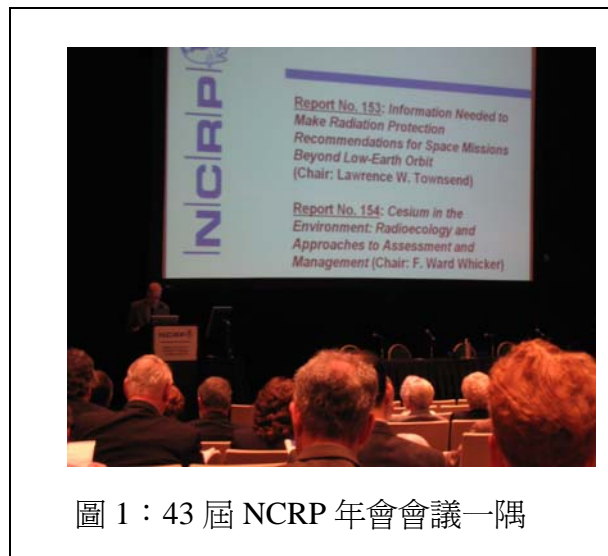 NCRP
Report No. 153: Information Needed to
Make Radiation Protection
Recommendations for Space Missions
Beyond Low-Earth Orbit
(Chair: Lawrence W. Townsend)
Report No. 154: Cesium in the
Environment: Radioecology and
Approaches to Assessment and
Management (Chair: F. Ward Whicker)
NCRP
圖 1：43 屆 NCRP 年會會議一隅